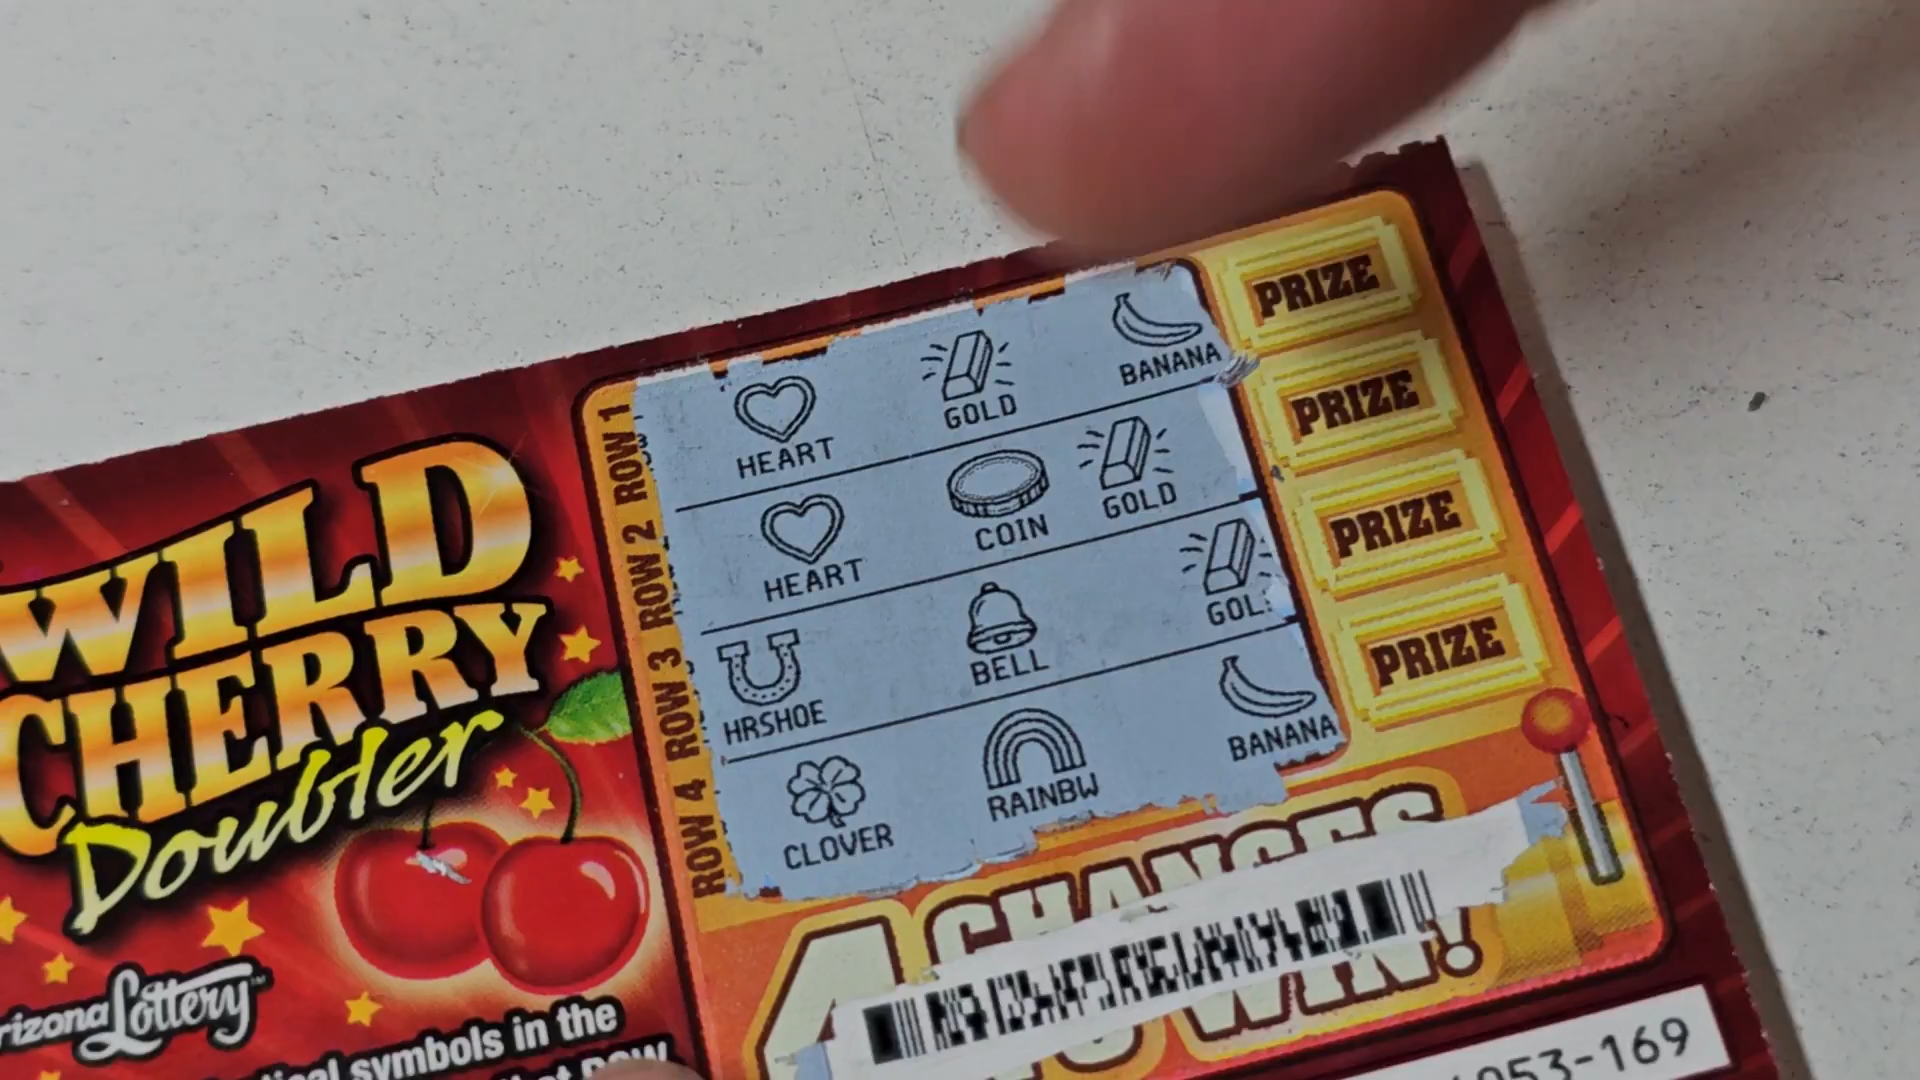 WILD
CHERRY
Doubler
Arizona Lottery™
symbols in the
ROW 1
HEART GOLD BANANA
PRIZE
ROW 2
HEART COIN GOLD
PRIZE
ROW 3
HRSHOE BELL GOL
PRIZE
ROW 4
CLOVER RAINBW BANANA
PRIZE
4 CHANCES
TO WIN!
053-169